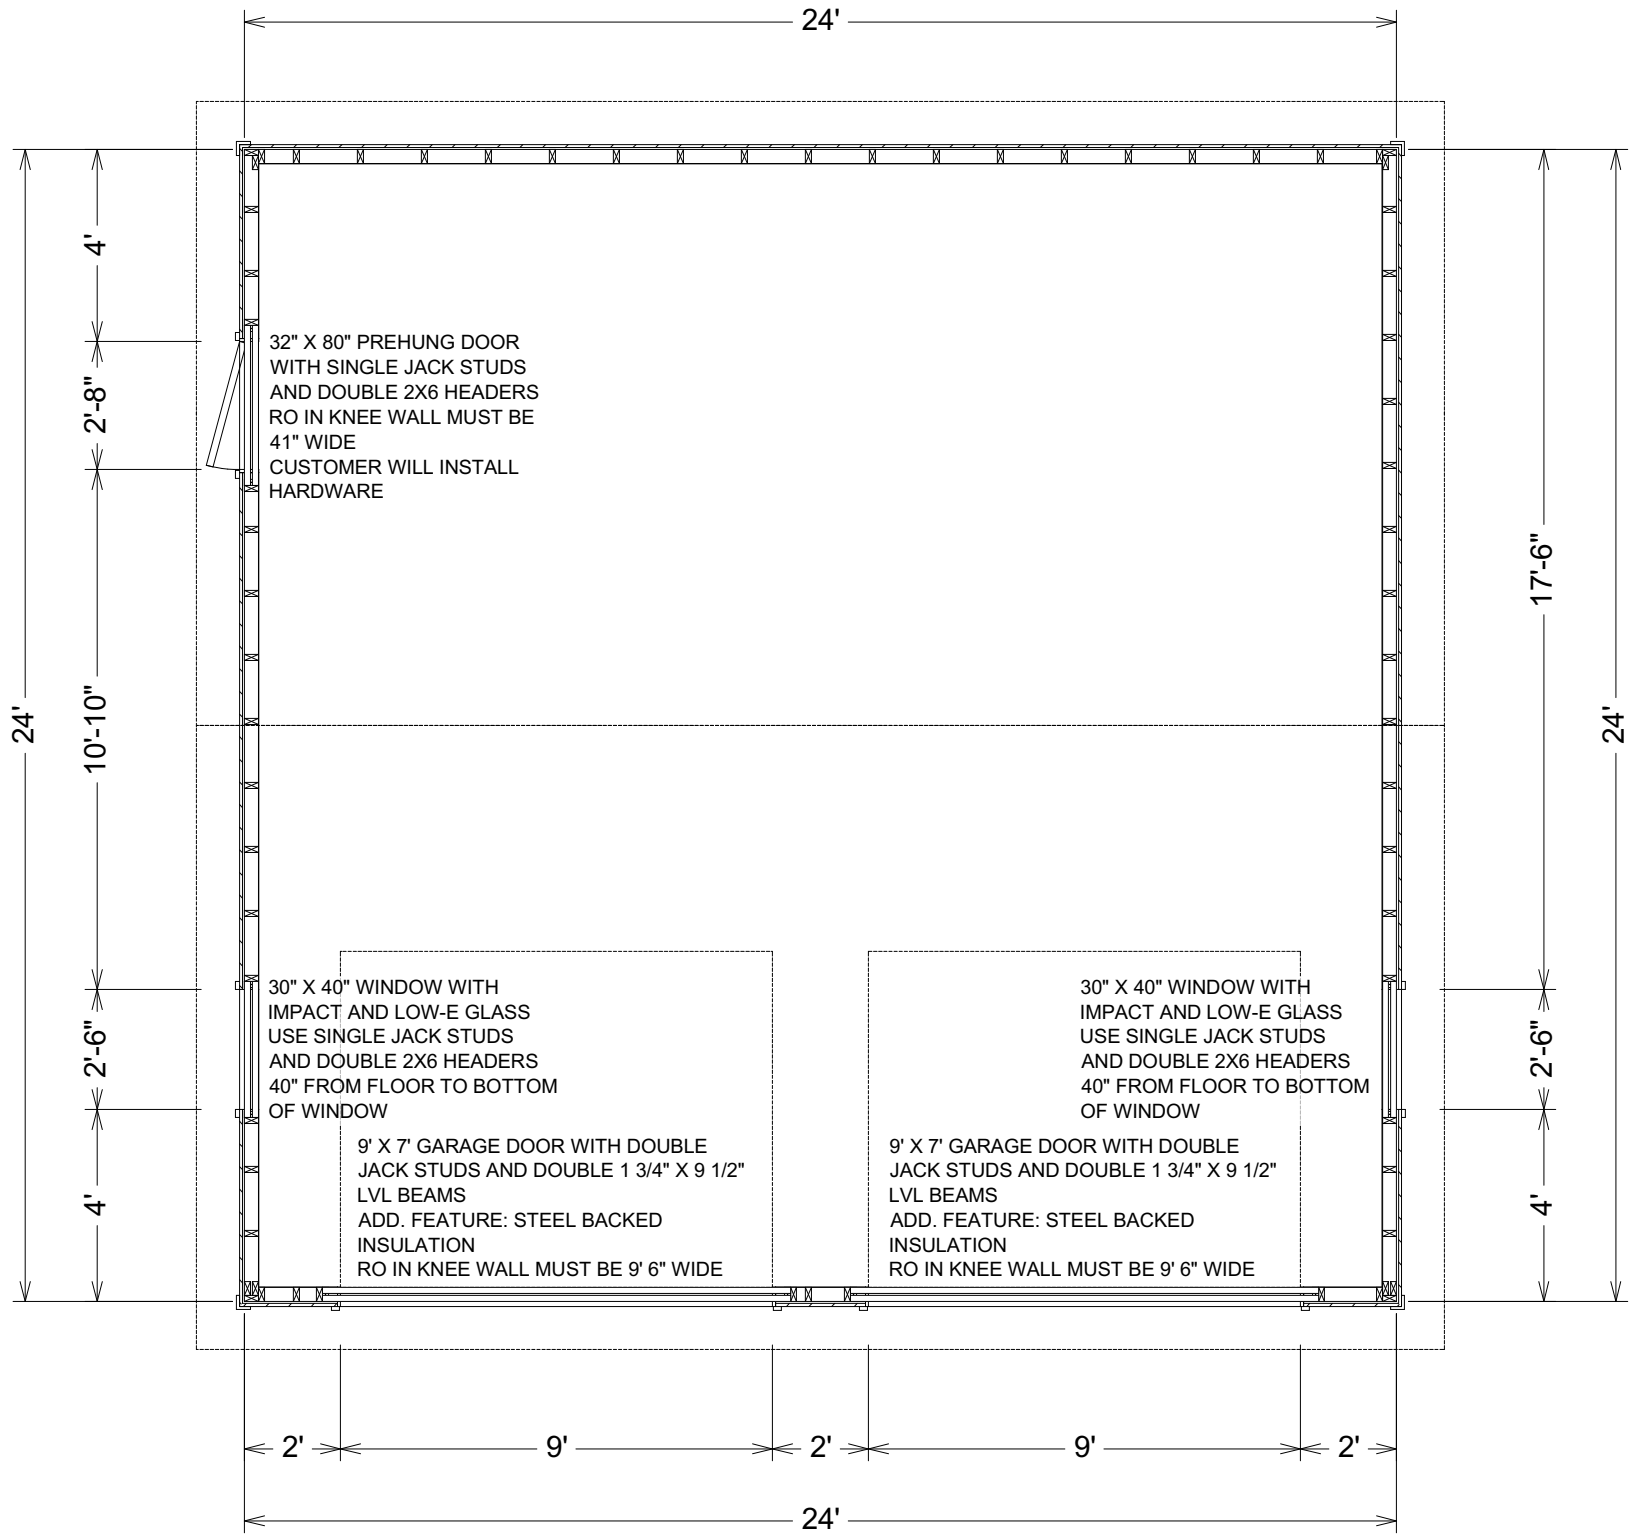 24'
4'
2'-8"
10'-10"
2'-6"
4'
24'
32" X 80" PREHUNG DOOR
WITH SINGLE JACK STUDS
AND DOUBLE 2X6 HEADERS
RO IN KNEE WALL MUST BE
41" WIDE
CUSTOMER WILL INSTALL
HARDWARE
17'-6"
2'-6"
4'
24'
30" X 40" WINDOW WITH
IMPACT AND LOW-E GLASS
USE SINGLE JACK STUDS
AND DOUBLE 2X6 HEADERS
40" FROM FLOOR TO BOTTOM
OF WINDOW
30" X 40" WINDOW WITH
IMPACT AND LOW-E GLASS
USE SINGLE JACK STUDS
AND DOUBLE 2X6 HEADERS
40" FROM FLOOR TO BOTTOM
OF WINDOW
9' X 7' GARAGE DOOR WITH DOUBLE
JACK STUDS AND DOUBLE 1 3/4" X 9 1/2"
LVL BEAMS
ADD. FEATURE: STEEL BACKED
INSULATION
RO IN KNEE WALL MUST BE 9' 6" WIDE
9' X 7' GARAGE DOOR WITH DOUBLE
JACK STUDS AND DOUBLE 1 3/4" X 9 1/2"
LVL BEAMS
ADD. FEATURE: STEEL BACKED
INSULATION
RO IN KNEE WALL MUST BE 9' 6" WIDE
2'
9'
2'
9'
2'
24'